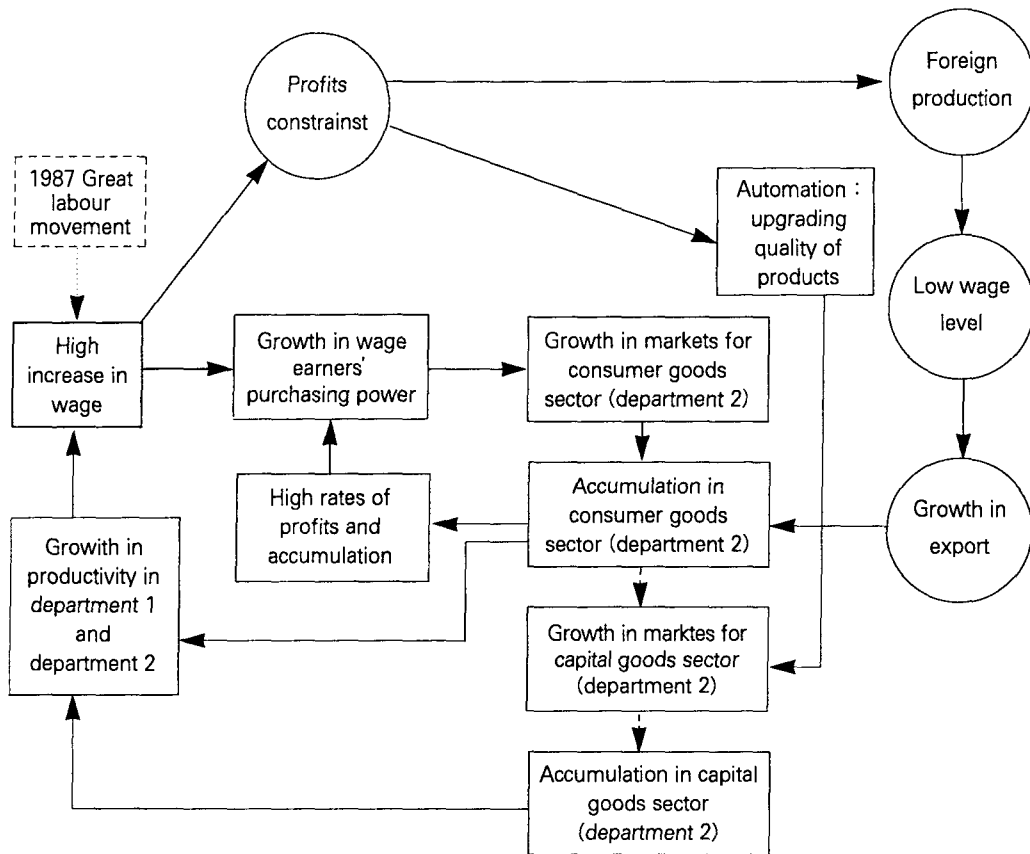 Profits
constrainst
Foreign
production
1987 Great
labour
movement
Automation :
upgrading
quality of
products
Low wage
level
High
increase in
wage
Growth in wage
earners'
purchasing power
Growth in markets for
consumer goods
sector (department 2)
High rates of
profits and
accumulation
Accumulation in
consumer goods
sector (department 2)
Growth in
export
Growith in
productivity in
department 1
and
department 2
Growth in marktes for
capital goods sector
(department 2)
Accumulation in capital
goods sector
(department 2)